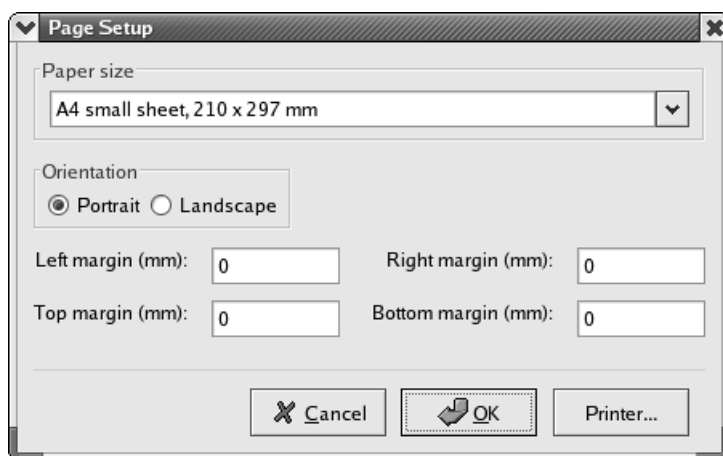 Page Setup
Paper size
A4 small sheet, 210 x 297 mm
Orientation
Portrait Landscape
Left margin (mm): 0 Right margin (mm): 0
Top margin (mm): 0 Bottom margin (mm): 0
Cancel OK Printer...